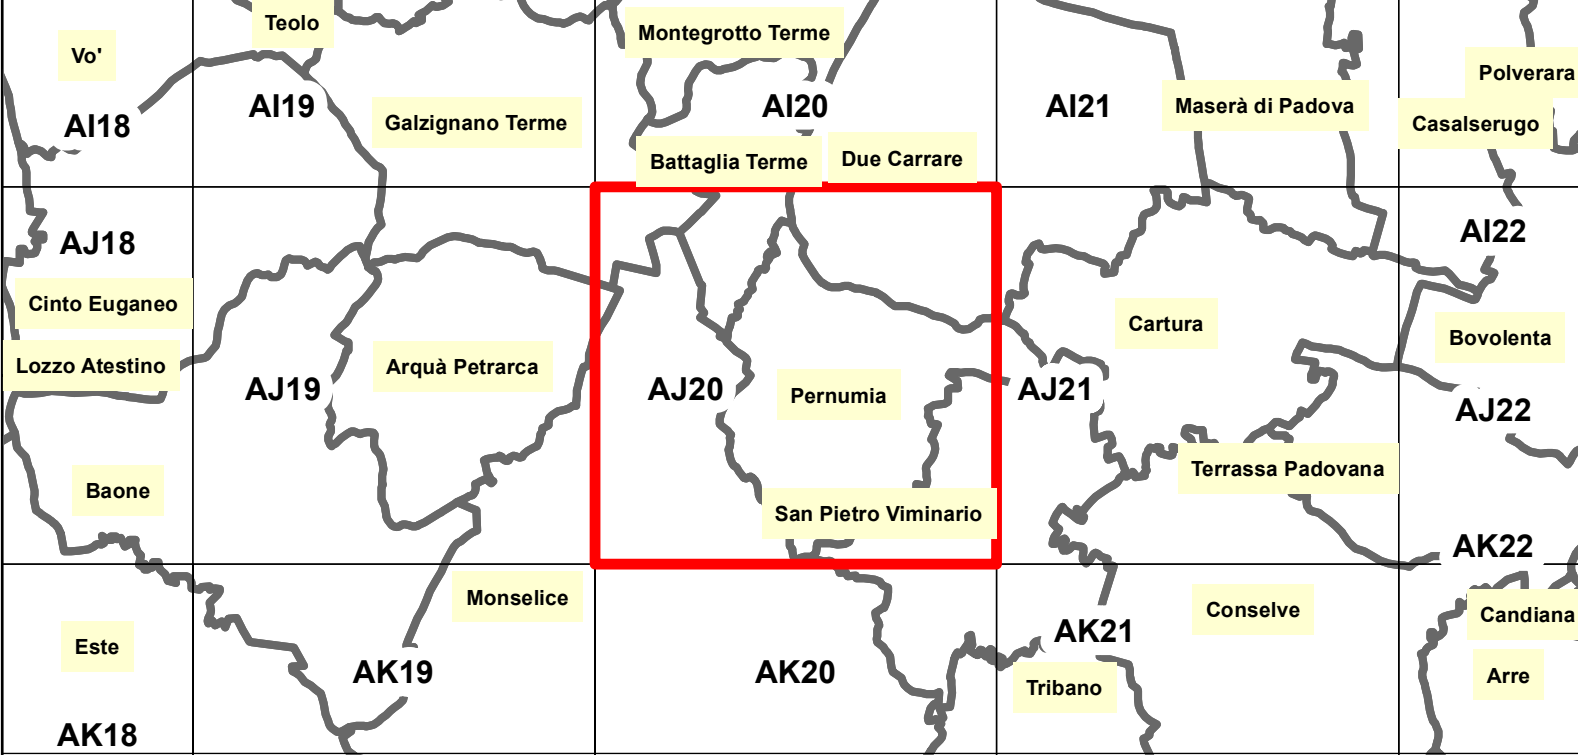 Teolo
Montegrotto Terme
Vo'
Polverara
AI18
AI19
Galzignano Terme
AI20
AI21
Maserà di Padova
Casalserugo
Battaglia Terme
Due Carrare
AJ18
AI22
Cinto Euganeo
Cartura
Bovolenta
Lozzo Atestino
AJ19
Arquà Petrarca
AJ20
Pernumia
AJ21
AJ22
Baone
Terrassa Padovana
San Pietro Viminario
AK22
Monselice
Conselve
Candiana
Este
AK19
AK20
AK21
Tribano
Arre
AK18